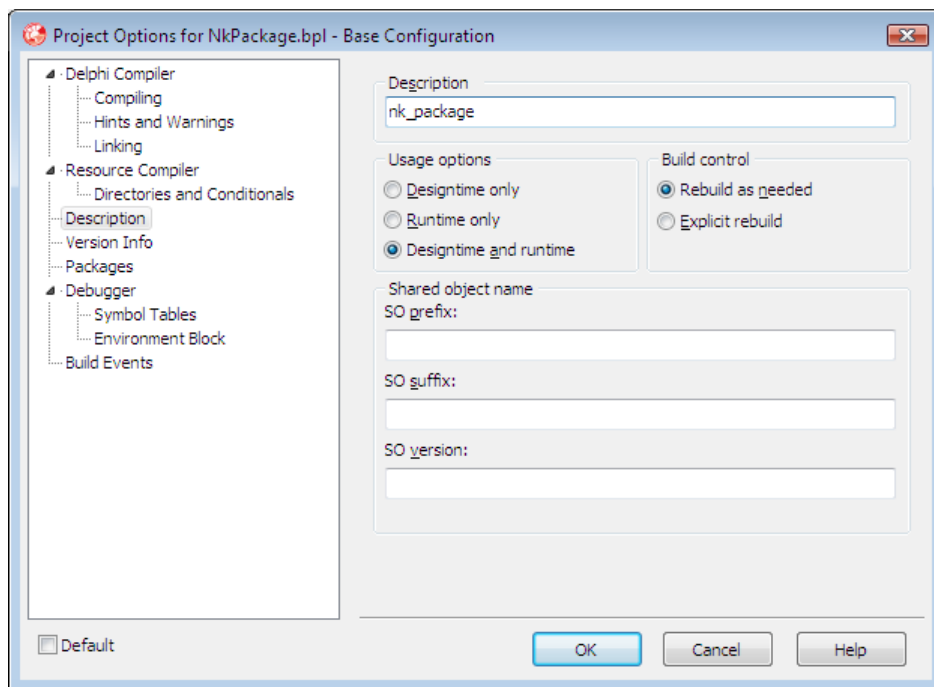 Project Options for NkPackage.bpl - Base Configuration
Delphi Compiler
Compiling
Hints and Warnings
Linking
Resource Compiler
Directories and Conditionals
Description
Version Info
Packages
Debugger
Symbol Tables
Environment Block
Build Events
Default
Description
nk_package
Usage options
Designtime only
Runtime only
Designtime and runtime
Build control
Rebuild as needed
Explicit rebuild
Shared object name
SO prefix:
SO suffix:
SO version:
OK
Cancel
Help